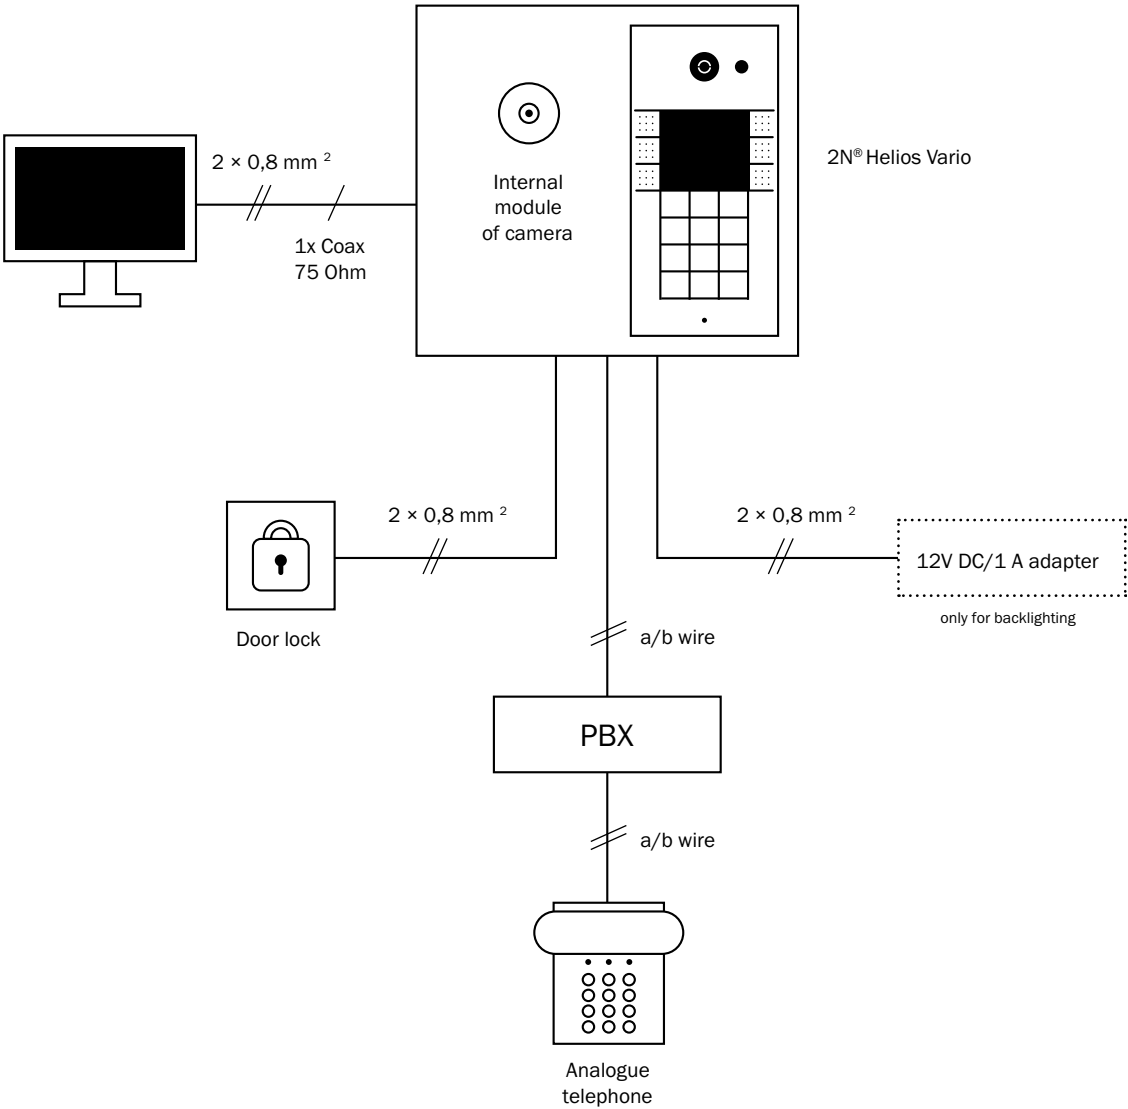 2N® Helios Vario
2 × 0,8 mm ²
Internal
module
of camera
1x Coax
75 Ohm
2 × 0,8 mm ²
2 × 0,8 mm ²
12V DC/1 A adapter
only for backlighting
Door lock
a/b wire
PBX
a/b wire
Analogue
telephone